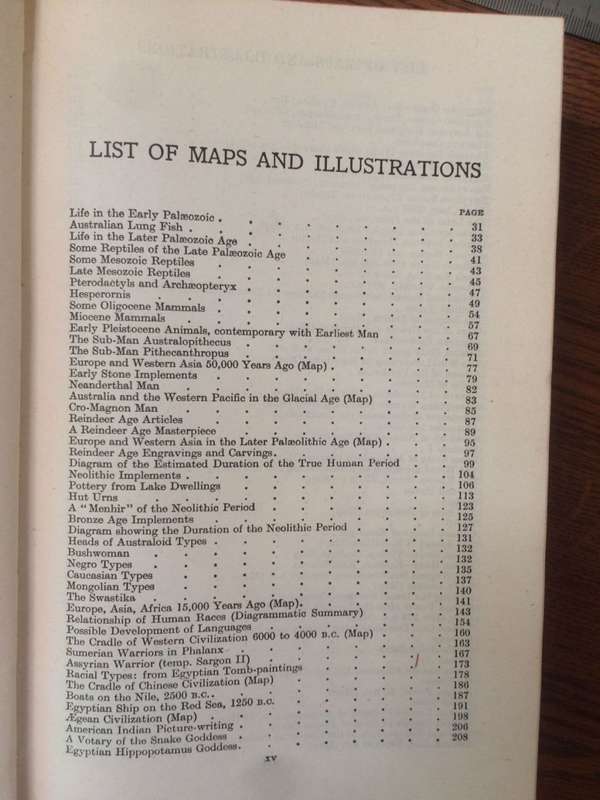 LIST OF MAPS AND ILLUSTRATIONS
PAGE
Life in the Early Palæozoic . 31
Australian Lung Fish . 33
Life in the Later Palæozoic Age . 38
Some Reptiles of the Late Palæozoic Age . 41
Some Mesozoic Reptiles . 43
Late Mesozoic Reptiles . 45
Pterodactyls and Archæopteryx . 47
Hesperornis . 49
Some Oligocene Mammals . 54
Miocene Mammals . 57
Early Pleistocene Animals, contemporary with Earliest Man . 67
The Sub-Man Australopithecus . 69
The Sub-Man Pithecanthropus . 71
Europe and Western Asia 50,000 Years Ago (Map) . 77
Early Stone Implements . 79
Neanderthal Man . 82
Australia and the Western Pacific in the Glacial Age (Map) . 83
Cro-Magnon Man . 85
Reindeer Age Articles . 87
A Reindeer Age Masterpiece . 89
Europe and Western Asia in the Later Palæolithic Age (Map) . 95
Reindeer Age Engravings and Carvings . 97
Diagram of the Estimated Duration of the True Human Period . 99
Neolithic Implements . 104
Pottery from Lake Dwellings . 106
Hut Urns . 113
A "Menhir" of the Neolithic Period . 123
Bronze Age Implements . 125
Diagram showing the Duration of the Neolithic Period . 127
Heads of Australoid Types . 131
Bushwoman . 132
Negro Types . 132
Caucasian Types . 135
Mongolian Types . 137
The Swastika . 140
Europe, Asia, Africa 15,000 Years Ago (Map) . 141
Relationship of Human Races (Diagrammatic Summary) . 143
Possible Development of Languages . 154
The Cradle of Western Civilization 6000 to 4000 B.C. (Map) . 160
Sumerian Warriors in Phalanx . 163
Assyrian Warrior (temp. Sargon II) . 167
Racial Types: from Egyptian Tomb-paintings . 173
The Cradle of Chinese Civilization (Map) . 178
Boats on the Nile, 2500 B.C. . 186
Egyptian Ship on the Red Sea, 1250 B.C. . 187
Ægean Civilization (Map) . 191
American Indian Picture-writing . 198
A Votary of the Snake Goddess . 206
Egyptian Hippopotamus Goddess . 208
xv